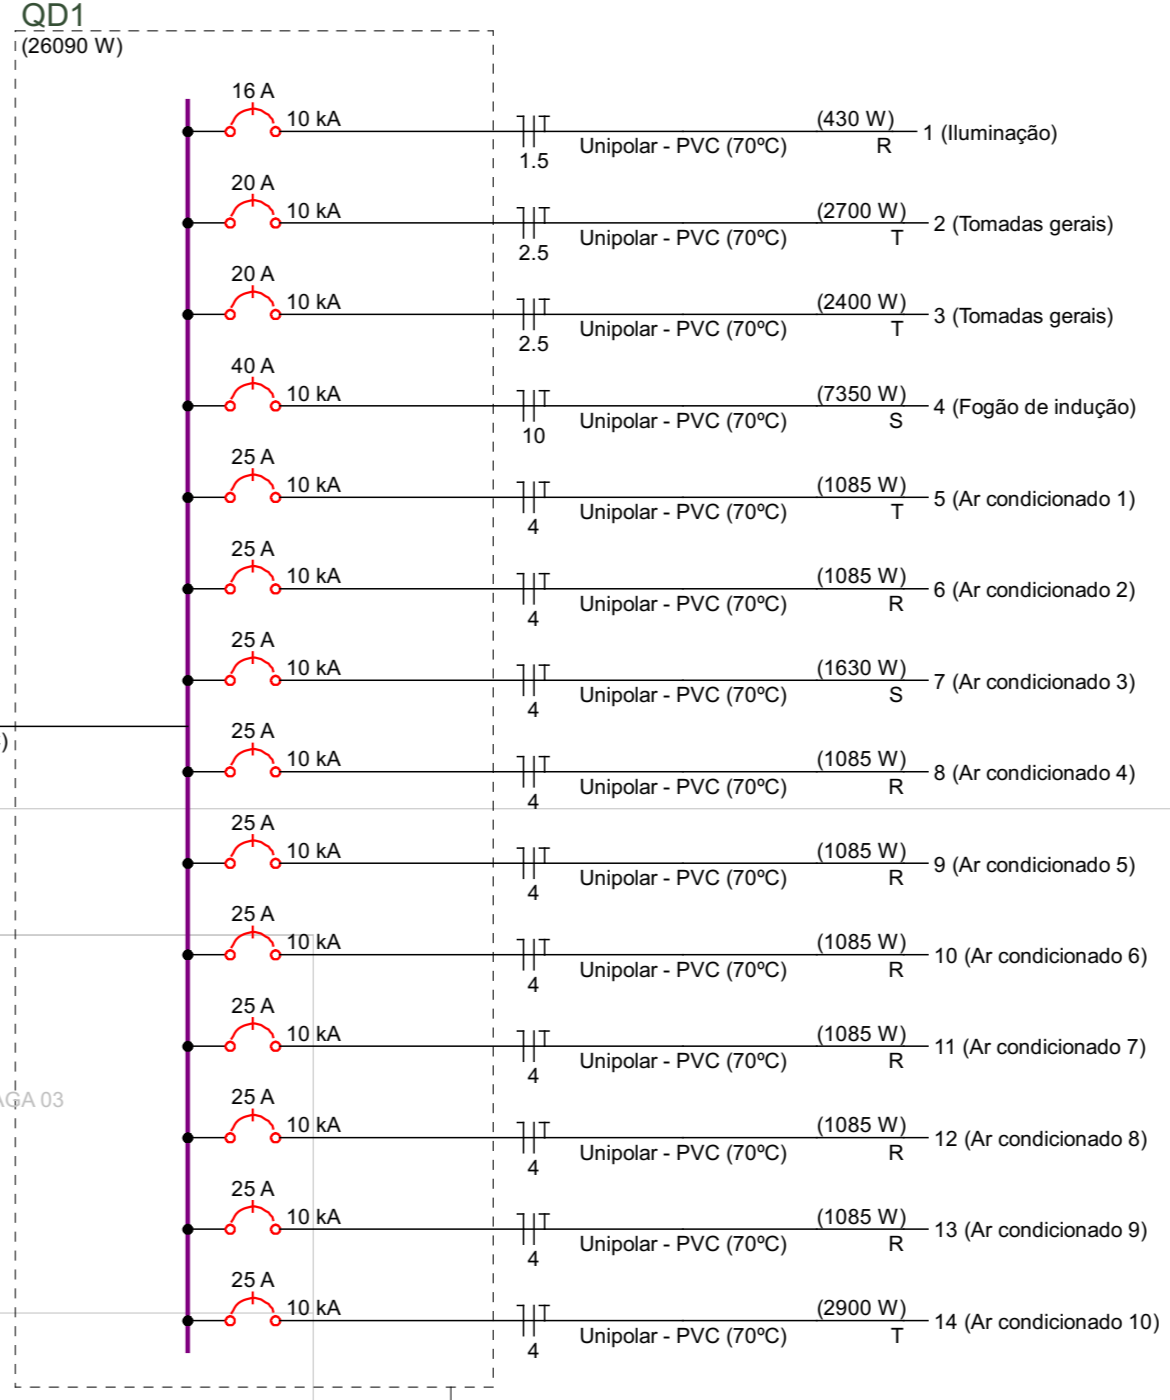 QD1
(26090 W)
16 A
10 kA
1.5
Unipolar - PVC (70ºC)
(430 W)
R
1 (Iluminação)
20 A
10 kA
2.5
Unipolar - PVC (70ºC)
(2700 W)
T
2 (Tomadas gerais)
20 A
10 kA
2.5
Unipolar - PVC (70ºC)
(2400 W)
T
3 (Tomadas gerais)
40 A
10 kA
10
Unipolar - PVC (70ºC)
(7350 W)
S
4 (Fogão de indução)
25 A
10 kA
4
Unipolar - PVC (70ºC)
(1085 W)
T
5 (Ar condicionado 1)
25 A
10 kA
4
Unipolar - PVC (70ºC)
(1085 W)
R
6 (Ar condicionado 2)
25 A
10 kA
4
Unipolar - PVC (70ºC)
(1630 W)
S
7 (Ar condicionado 3)
25 A
10 kA
4
Unipolar - PVC (70ºC)
(1085 W)
R
8 (Ar condicionado 4)
25 A
10 kA
4
Unipolar - PVC (70ºC)
(1085 W)
R
9 (Ar condicionado 5)
25 A
10 kA
4
Unipolar - PVC (70ºC)
(1085 W)
R
10 (Ar condicionado 6)
25 A
10 kA
4
Unipolar - PVC (70ºC)
(1085 W)
R
11 (Ar condicionado 7)
25 A
10 kA
4
Unipolar - PVC (70ºC)
(1085 W)
R
12 (Ar condicionado 8)
AGA 03
25 A
10 kA
4
Unipolar - PVC (70ºC)
(1085 W)
R
13 (Ar condicionado 9)
25 A
10 kA
4
Unipolar - PVC (70ºC)
(2900 W)
T
14 (Ar condicionado 10)